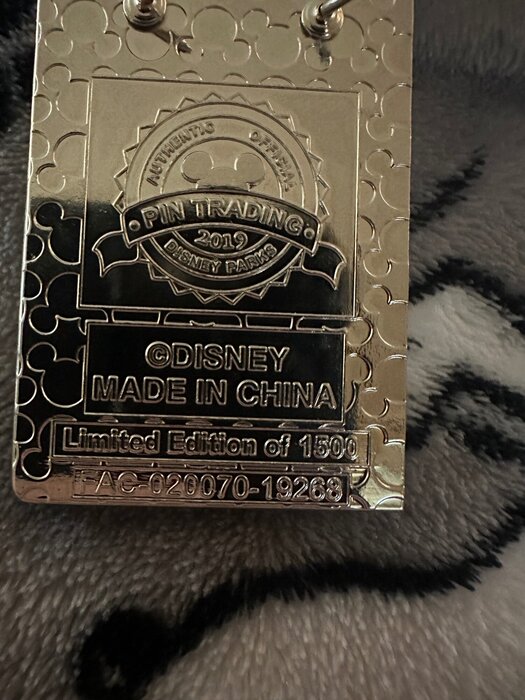 AUTHENTIC OFFICIAL
PIN TRADING
2019
DISNEY PARKS
©DISNEY
MADE IN CHINA
Limited Edition of 1500
FAC-020070-19268